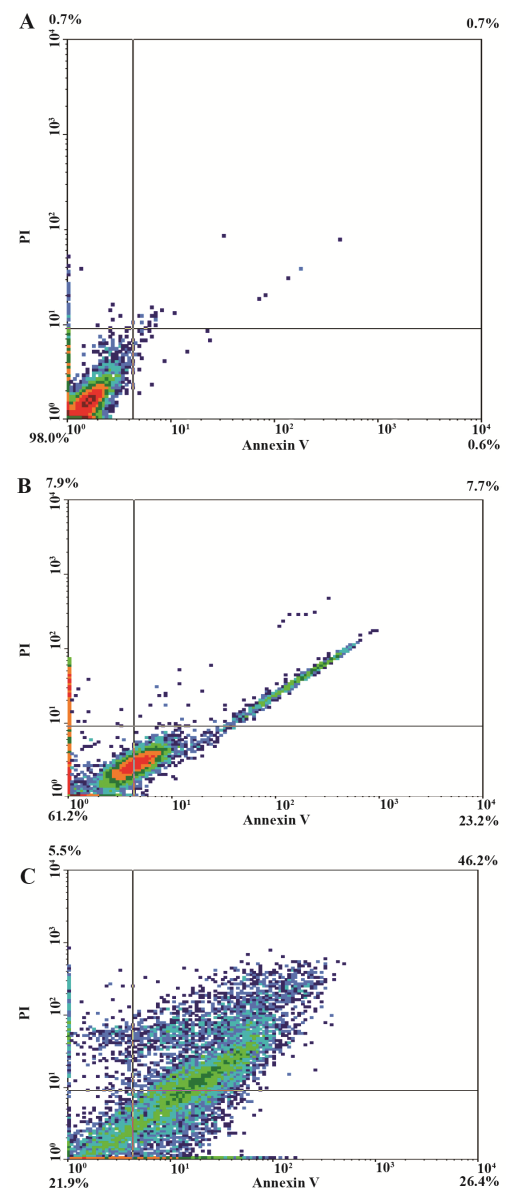 A 0.7% 0.7%
10⁴
10³
10²
10¹
10⁰
PI
10⁰ 10¹ 10² 10³ 10⁴
98.0% Annexin V 0.6%
B 7.9% 7.7%
10⁴
10³
10²
10¹
10⁰
PI
10⁰ 10¹ 10² 10³ 10⁴
61.2% Annexin V 23.2%
5.5% 46.2%
C
10⁴
10³
10²
10¹
10⁰
PI
10⁰ 10¹ 10² 10³ 10⁴
21.9% Annexin V 26.4%